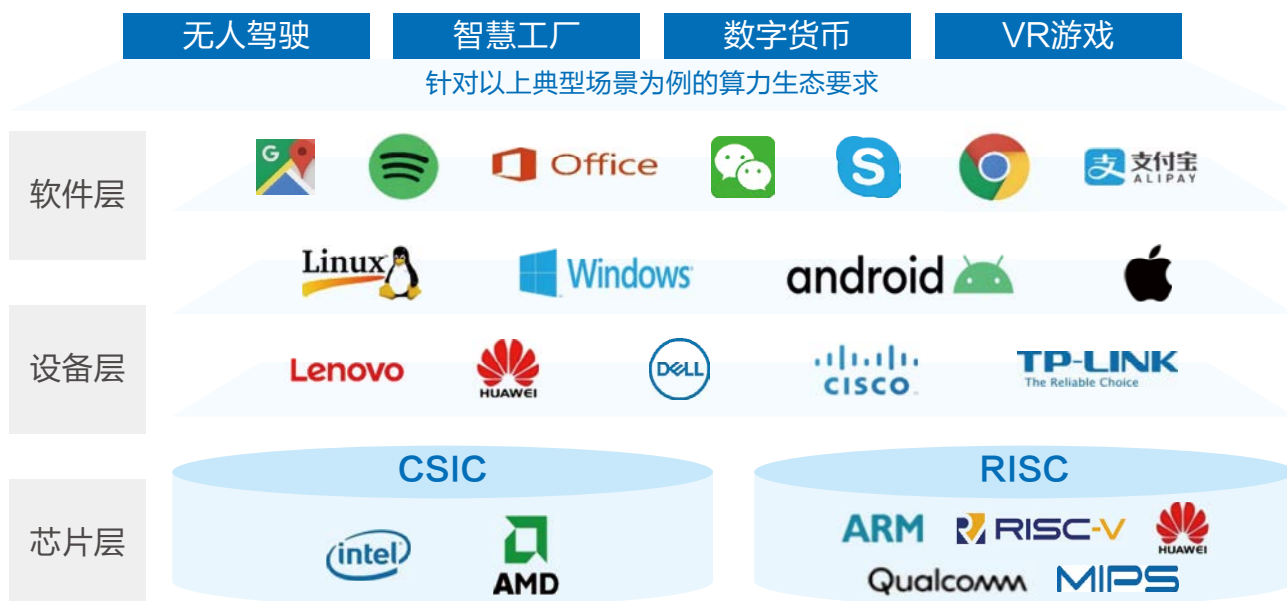 无人驾驶 智慧工厂 数字货币 VR游戏
针对以上典型场景为例的算力生态要求
软件层
G S Office 支 支付宝
ALIPAY
Linux Windows android
设备层
Lenovo HUAWEI DELL CISCO TP-LINK
The Reliable Choice
芯片层
CSIC RISC
intel AMD ARM RISC-V HUAWEI
Qualcomm MIPS